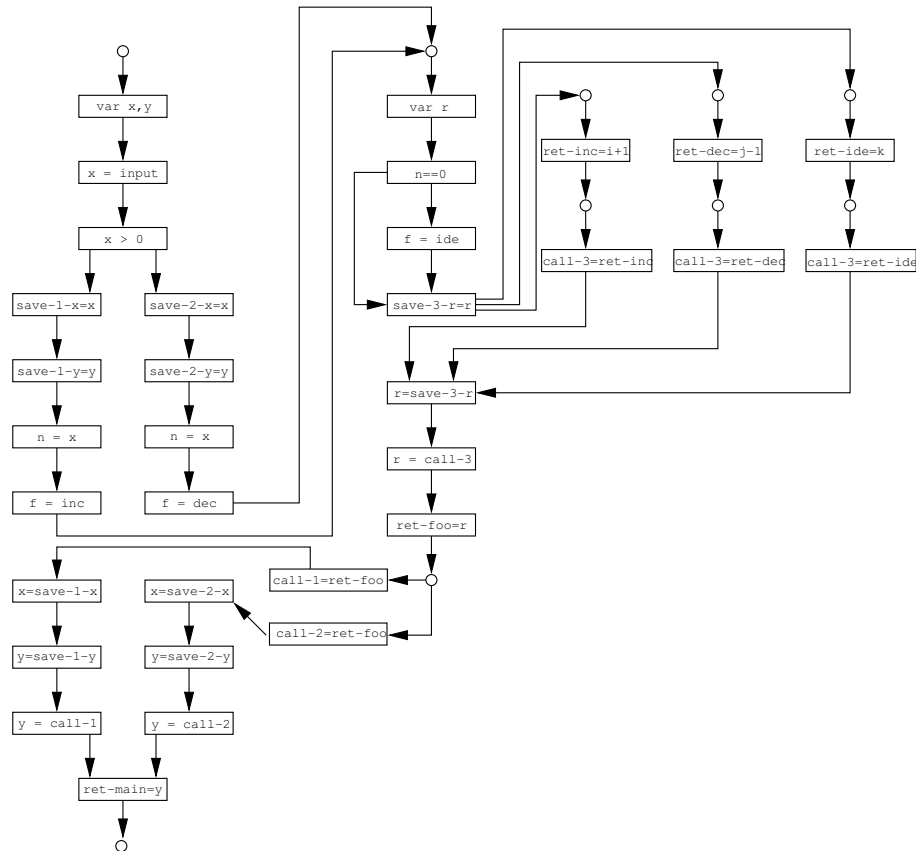 var x,y
x = input
x > 0
save-1-x=x
save-2-x=x
save-1-y=y
save-2-y=y
n = x
n = x
f = inc
f = dec
var r
n==0
f = ide
save-3-r=r
ret-inc=i+1
ret-dec=j-1
ret-ide=k
call-3=ret-inc
call-3=ret-dec
call-3=ret-ide
r=save-3-r
r = call-3
ret-foo=r
call-1=ret-foo
call-2=ret-foo
x=save-1-x
x=save-2-x
y=save-1-y
y=save-2-y
y = call-1
y = call-2
ret-main=y